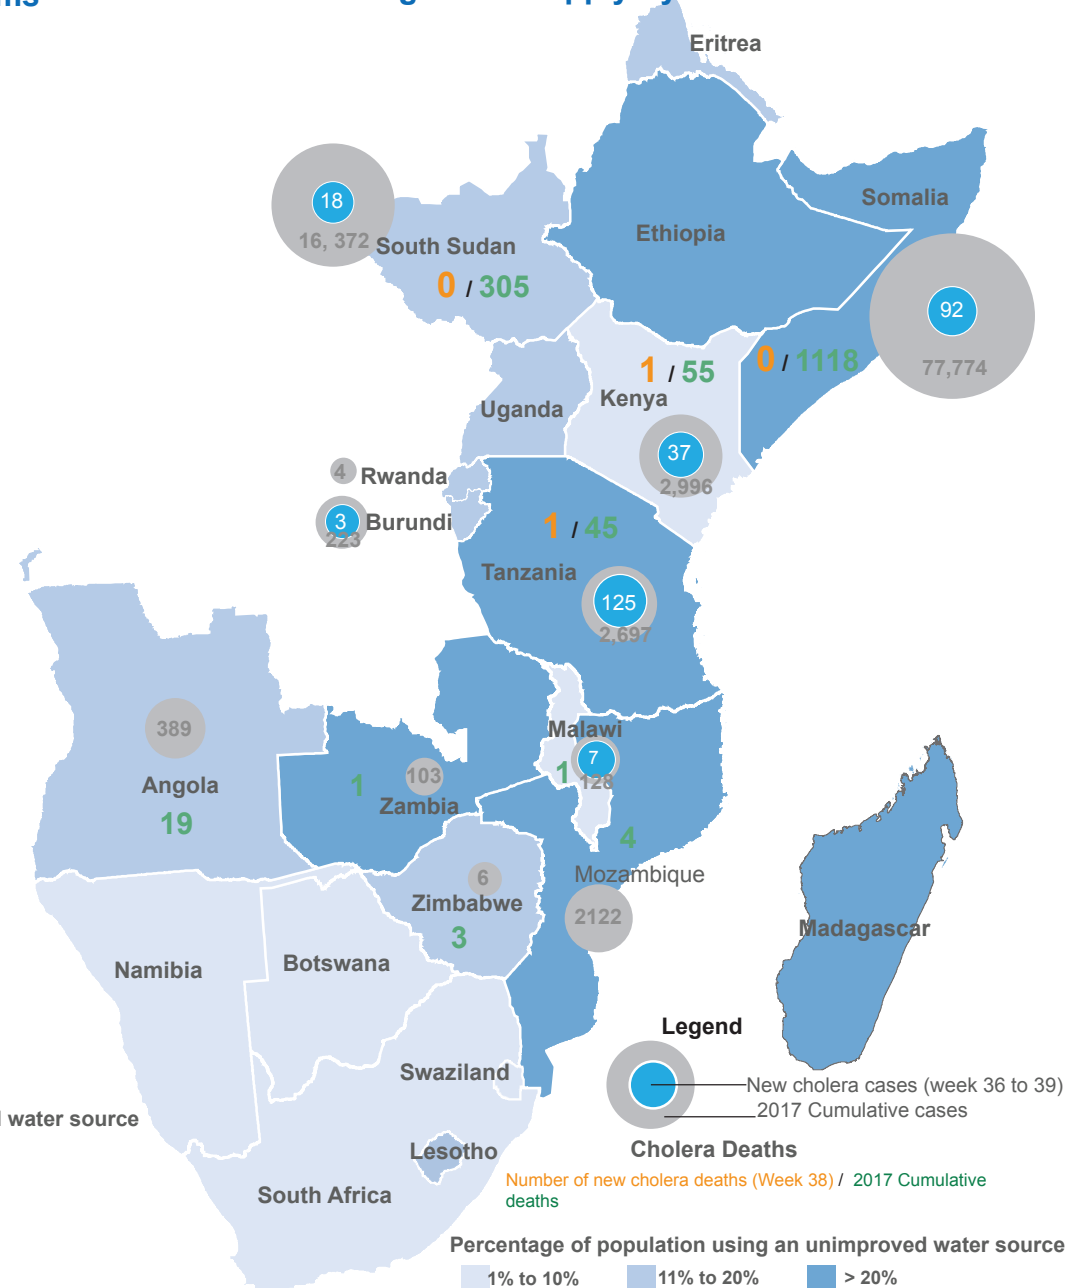 Eritrea
Somalia
Ethiopia
18
16, 372
South Sudan
0 / 305
92
77,774
0 / 1118
1 / 55
Kenya
37
2,996
Uganda
4
Rwanda
3
223
Burundi
1 / 45
Tanzania
125
2,697
389
Angola
19
1
103
Zambia
Malawi
7
1
128
4
Mozambique
2122
6
Zimbabwe
3
Madagascar
Namibia
Botswana
Swaziland
Lesotho
South Africa
water source
Legend
New cholera cases (week 36 to 39)
2017 Cumulative cases
Cholera Deaths
Number of new cholera deaths (Week 38) / 2017 Cumulative
deaths
Percentage of population using an unimproved water source
1% to 10%
11% to 20%
> 20%